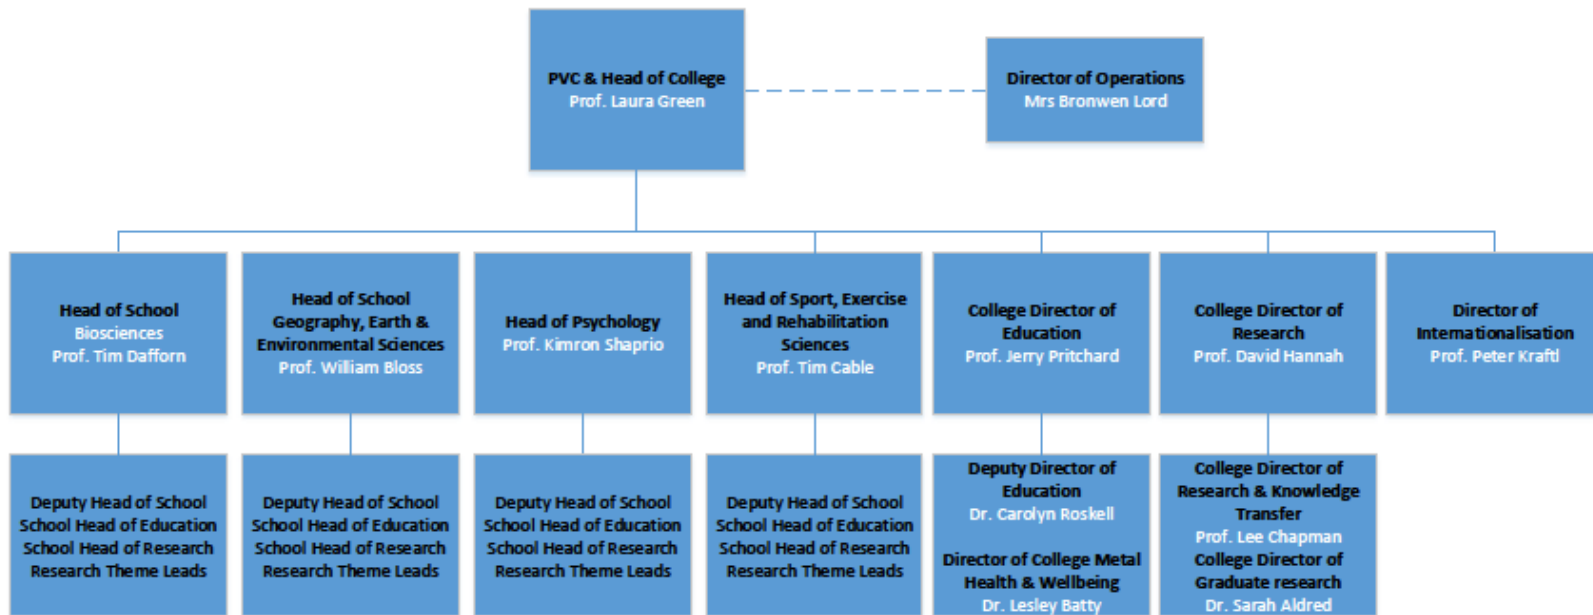 PVC & Head of College
Prof. Laura Green
Director of Operations
Mrs Bronwen Lord
Head of School
Biosciences
Prof. Tim Dafforn
Head of School
Geography, Earth &
Environmental Sciences
Prof. William Bloss
Head of Psychology
Prof. Kimron Shaprio
Head of Sport, Exercise
and Rehabilitation
Sciences
Prof. Tim Cable
College Director of
Education
Prof. Jerry Pritchard
College Director of
Research
Prof. David Hannah
Director of
Internationalisation
Prof. Peter Kraftl
Deputy Head of School
School Head of Education
School Head of Research
Research Theme Leads
Deputy Head of School
School Head of Education
School Head of Research
Research Theme Leads
Deputy Head of School
School Head of Education
School Head of Research
Research Theme Leads
Deputy Head of School
School Head of Education
School Head of Research
Research Theme Leads
Deputy Director of
Education
Dr. Carolyn Roskell
Director of College Metal
Health & Wellbeing
Dr. Lesley Batty
College Director of
Research & Knowledge
Transfer
Prof. Lee Chapman
College Director of
Graduate research
Dr. Sarah Aldred